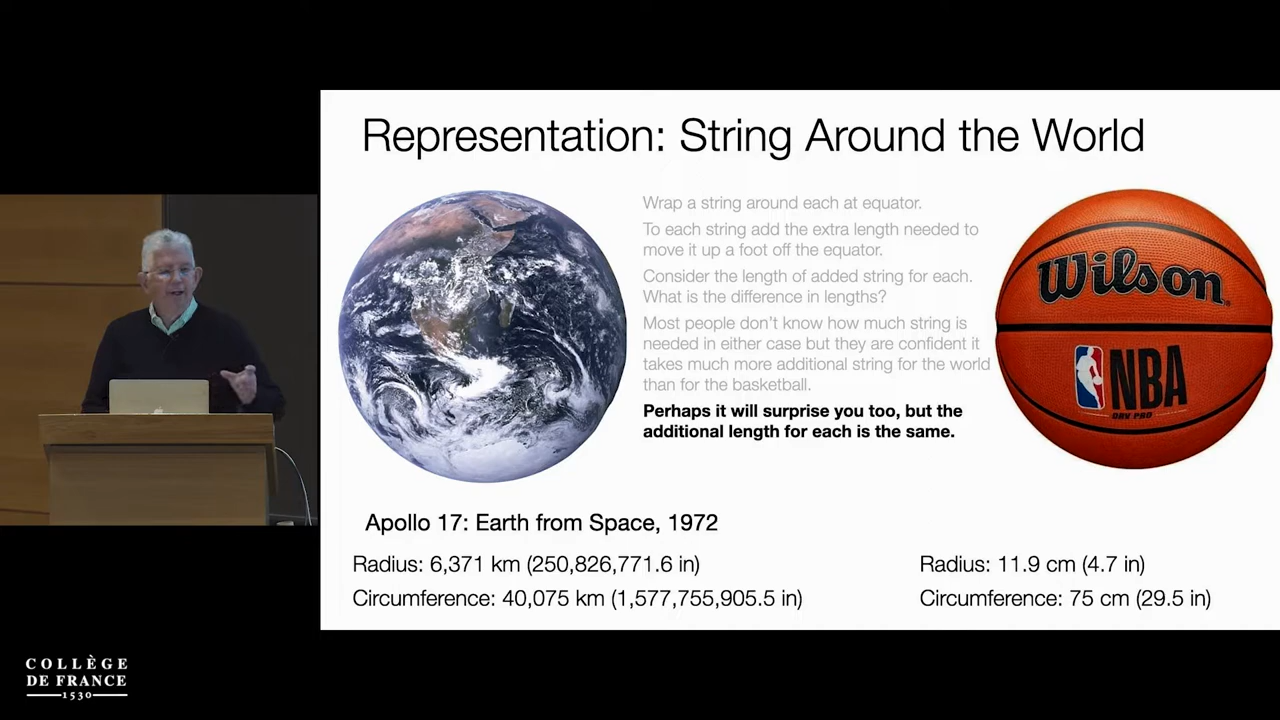 Representation: String Around the World
Wrap a string around each at equator.
To each string add the extra length needed to
move it up a foot off the equator.
Consider the length of added string for each.
What is the difference in lengths?
Most people don't know how much string is
needed in either case but they are confident it
takes much more additional string for the world
than for the basketball.
Perhaps it will surprise you too, but the
additional length for each is the same.
Wilson
NBA
DRV PRO
Apollo 17: Earth from Space, 1972
Radius: 6,371 km (250,826,771.6 in)
Circumference: 40,075 km (1,577,755,905.5 in)
Radius: 11.9 cm (4.7 in)
Circumference: 75 cm (29.5 in)
COLLÈGE
DE FRANCE
1530